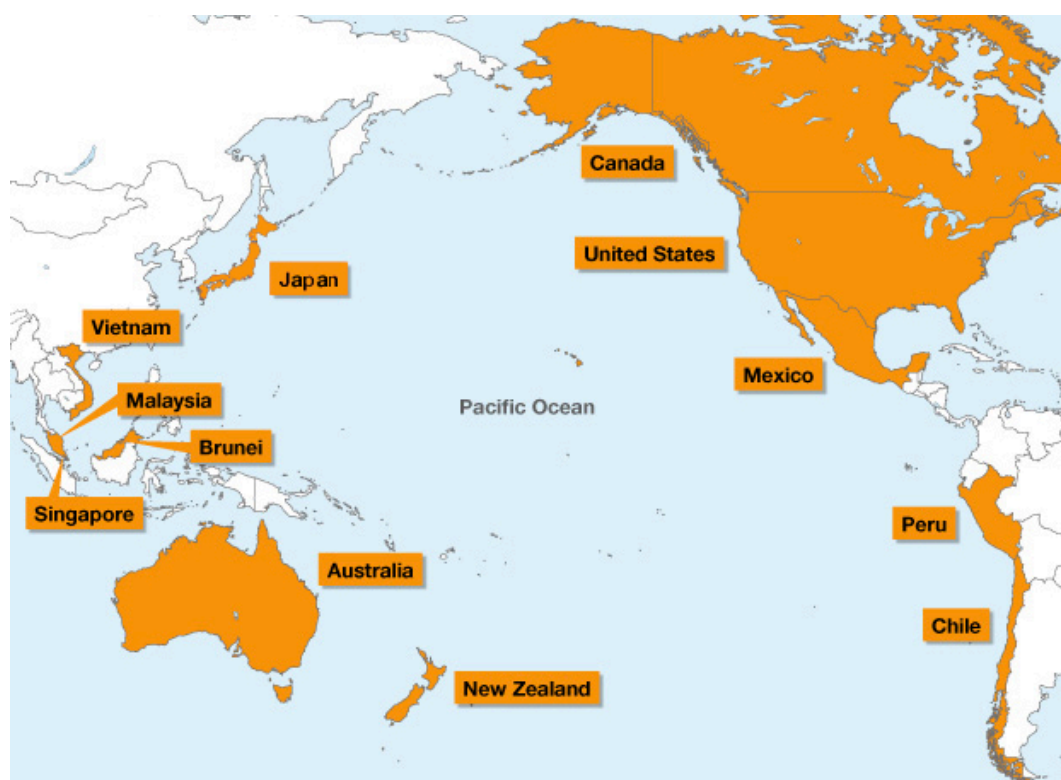 Canada
United States
Japan
Vietnam
Mexico
Malaysia
Pacific Ocean
Brunei
Singapore
Peru
Australia
Chile
New Zealand